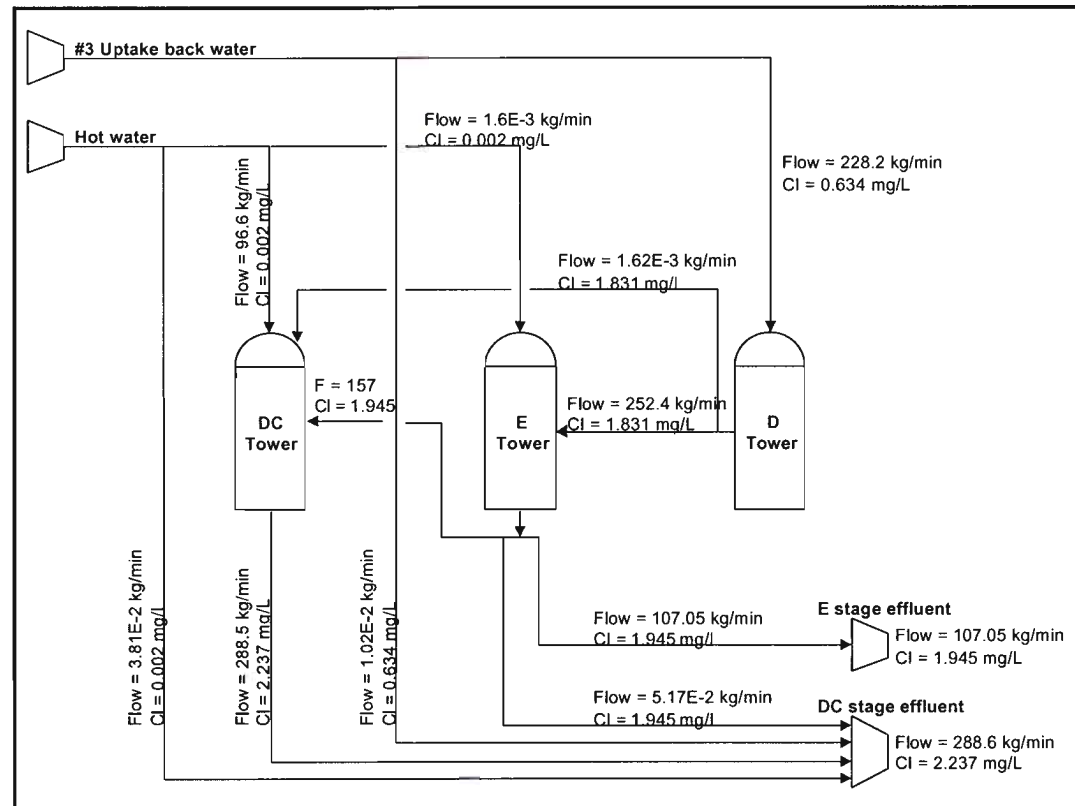 #3 Uptake back water
Hot water
Flow = 1.6E-3 kg/min
Cl = 0.002 mg/L
Flow = 228.2 kg/min
Cl = 0.634 mg/L
Flow = 96.6 kg/min
Cl = 0.002 mg/L
Flow = 1.62E-3 kg/min
Cl = 1.831 mg/L
F = 157
Cl = 1.945
Flow = 252.4 kg/min
Cl = 1.831 mg/L
DC
Tower
E
Tower
D
Tower
Flow = 3.81E-2 kg/min
Cl = 0.002 mg/L
Flow = 288.5 kg/min
Cl = 2.237 mg/L
Flow = 1.02E-2 kg/min
Cl = 0.634 mg/L
Flow = 107.05 kg/min
Cl = 1.945 mg/L
E stage effluent
Flow = 107.05 kg/min
Cl = 1.945 mg/L
Flow = 5.17E-2 kg/min
Cl = 1.945 mg/L
DC stage effluent
Flow = 288.6 kg/min
Cl = 2.237 mg/L